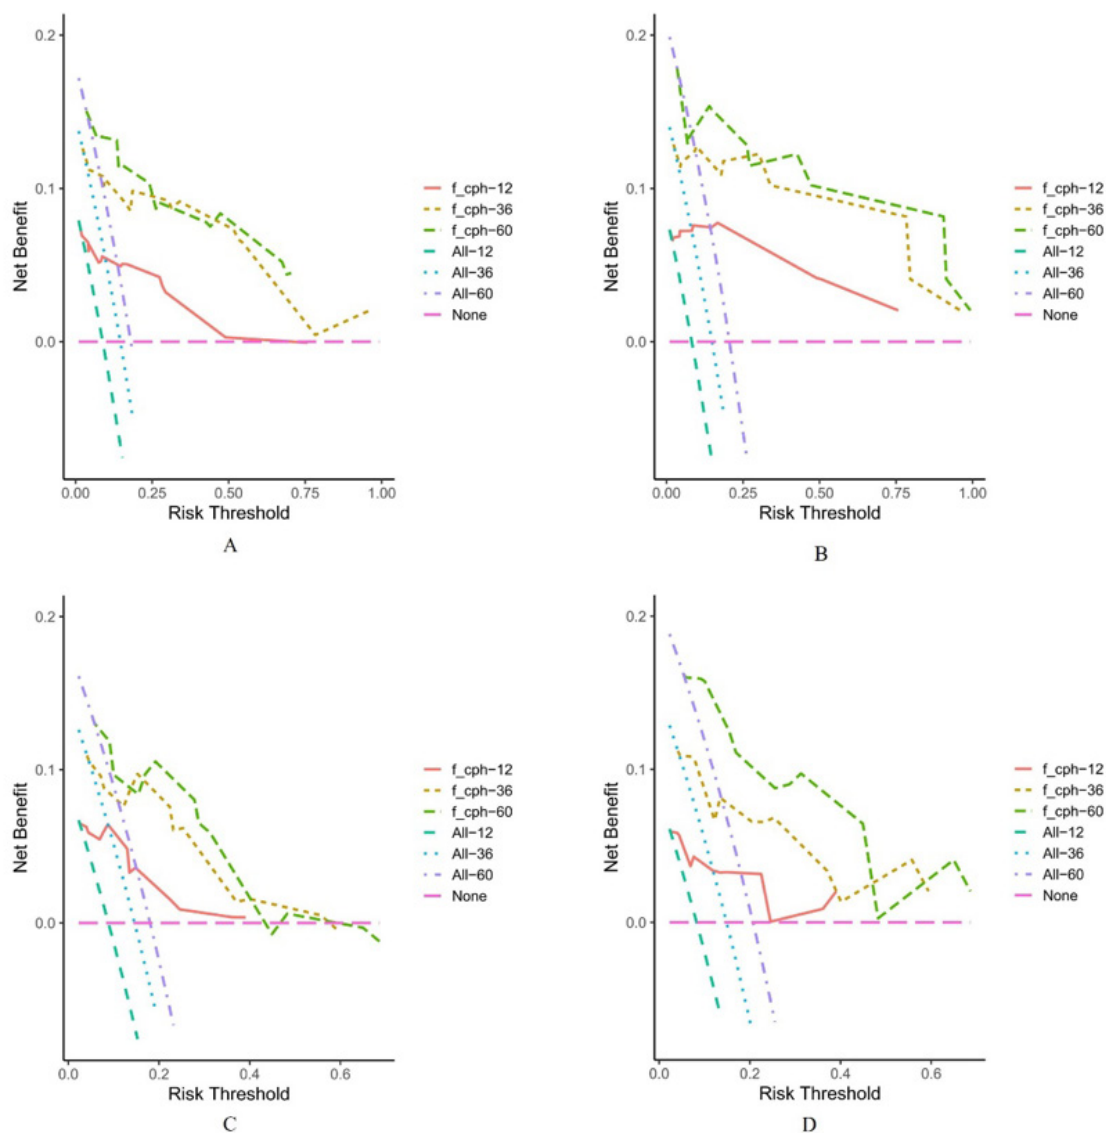 0.2
0.1
0.0
Net Benefit
0.00 0.25 0.50 0.75 1.00
Risk Threshold
f_cph−12
f_cph−36
f_cph−60
All−12
All−36
All−60
None
A
0.2
0.1
0.0
Net Benefit
0.00 0.25 0.50 0.75 1.00
Risk Threshold
f_cph−12
f_cph−36
f_cph−60
All−12
All−36
All−60
None
B
0.2
0.1
0.0
Net Benefit
0.0 0.2 0.4 0.6
Risk Threshold
f_cph−12
f_cph−36
f_cph−60
All−12
All−36
All−60
None
C
0.2
0.1
0.0
Net Benefit
0.0 0.2 0.4 0.6
Risk Threshold
f_cph−12
f_cph−36
f_cph−60
All−12
All−36
All−60
None
D